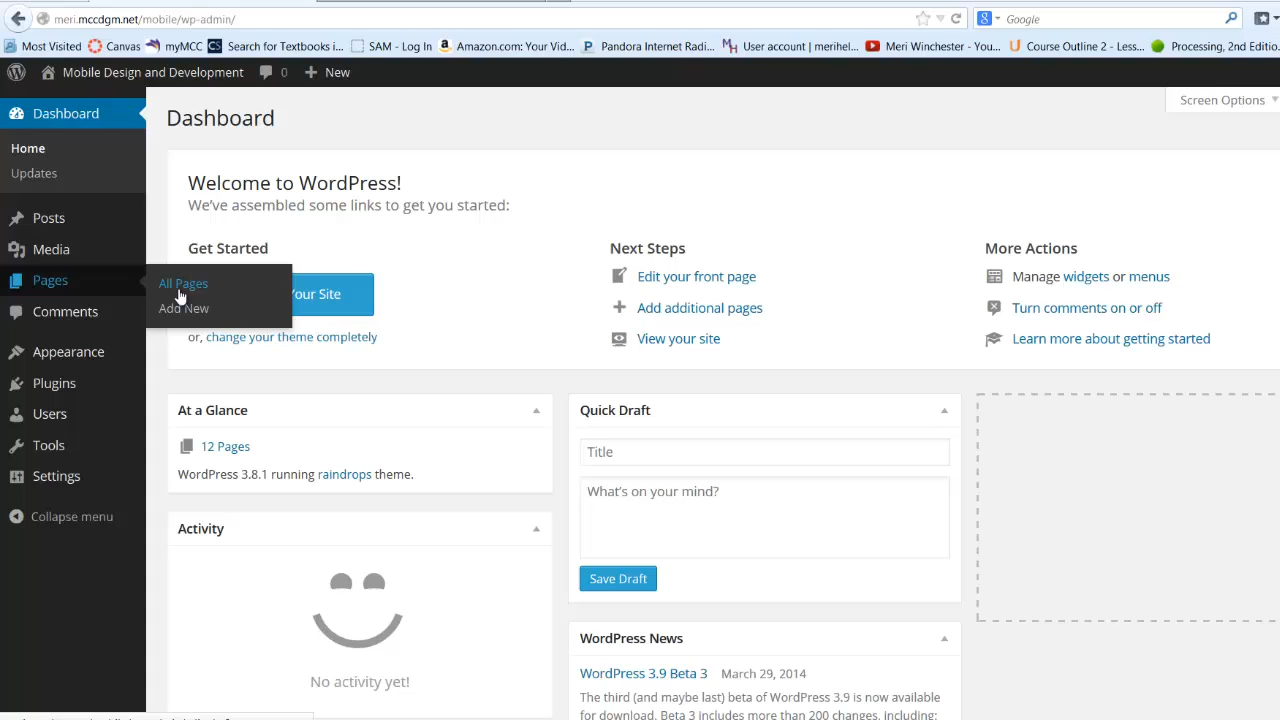 meri.mccdgm.net/mobile/wp-admin/
Google
Most Visited Canvas myMCC Search for Textbooks i... SAM - Log In Amazon.com: Your Vid... Pandora Internet Radi... User account | merihel... Meri Winchester - You... Course Outline 2 - Less... Processing, 2nd Editio...
Mobile Design and Development 0 New
Dashboard
Home
Updates
Posts
Media
Pages
Comments
Appearance
Plugins
Users
Tools
Settings
Collapse menu
All Pages
Add New
Dashboard
Screen Options
Welcome to WordPress!
We've assembled some links to get you started:
Get Started
Your Site
or, change your theme completely
Next Steps
Edit your front page
Add additional pages
View your site
More Actions
Manage widgets or menus
Turn comments on or off
Learn more about getting started
At a Glance
12 Pages
WordPress 3.8.1 running raindrops theme.
Activity
No activity yet!
Quick Draft
Title
What's on your mind?
Save Draft
WordPress News
WordPress 3.9 Beta 3 March 29, 2014
The third (and maybe last) beta of WordPress 3.9 is now available
for download. Beta 3 includes more than 200 changes, including: